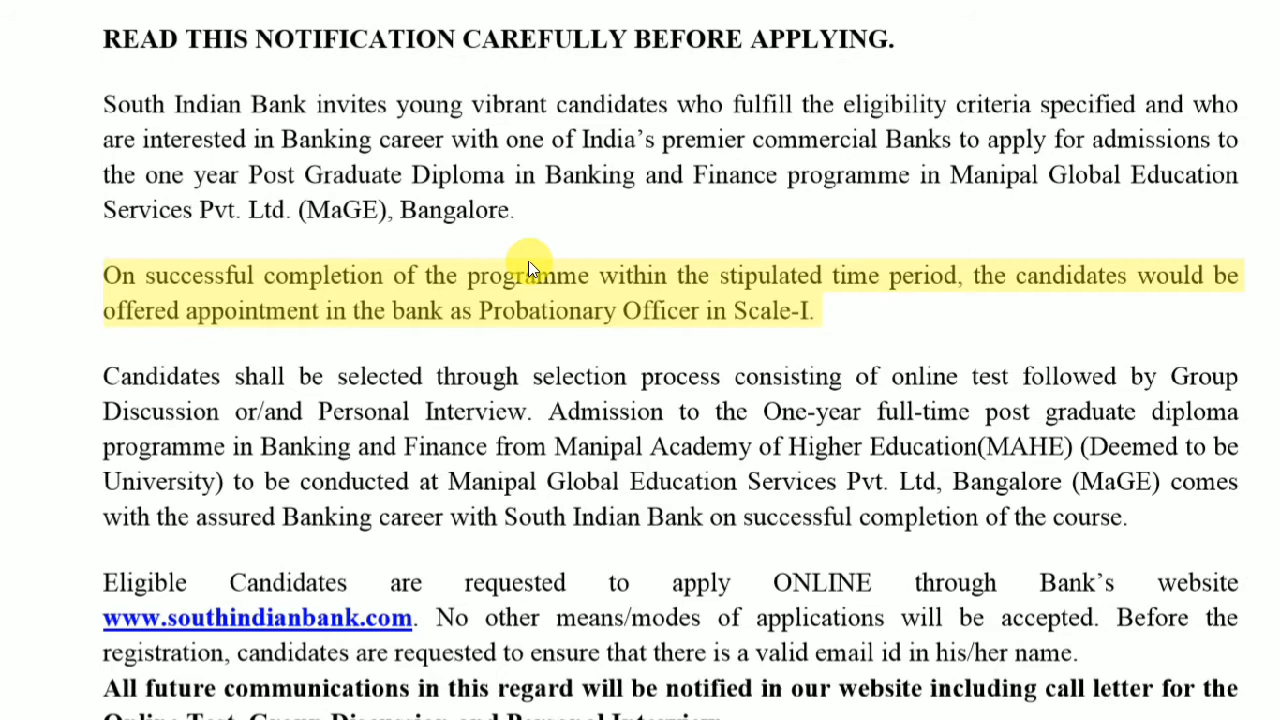 READ THIS NOTIFICATION CAREFULLY BEFORE APPLYING.
South Indian Bank invites young vibrant candidates who fulfill the eligibility criteria specified and who
are interested in Banking career with one of India's premier commercial Banks to apply for admissions to
the one year Post Graduate Diploma in Banking and Finance programme in Manipal Global Education
Services Pvt. Ltd. (MaGE), Bangalore.
On successful completion of the programme within the stipulated time period, the candidates would be
offered appointment in the bank as Probationary Officer in Scale-I.
Candidates shall be selected through selection process consisting of online test followed by Group
Discussion or/and Personal Interview. Admission to the One-year full-time post graduate diploma
programme in Banking and Finance from Manipal Academy of Higher Education(MAHE) (Deemed to be
University) to be conducted at Manipal Global Education Services Pvt. Ltd, Bangalore (MaGE) comes
with the assured Banking career with South Indian Bank on successful completion of the course.
Eligible Candidates are requested to apply ONLINE through Bank's website
www.southindianbank.com. No other means/modes of applications will be accepted. Before the
registration, candidates are requested to ensure that there is a valid email id in his/her name.
All future communications in this regard will be notified in our website including call letter for the
Online Test, Group Discussion and Personal Interview.